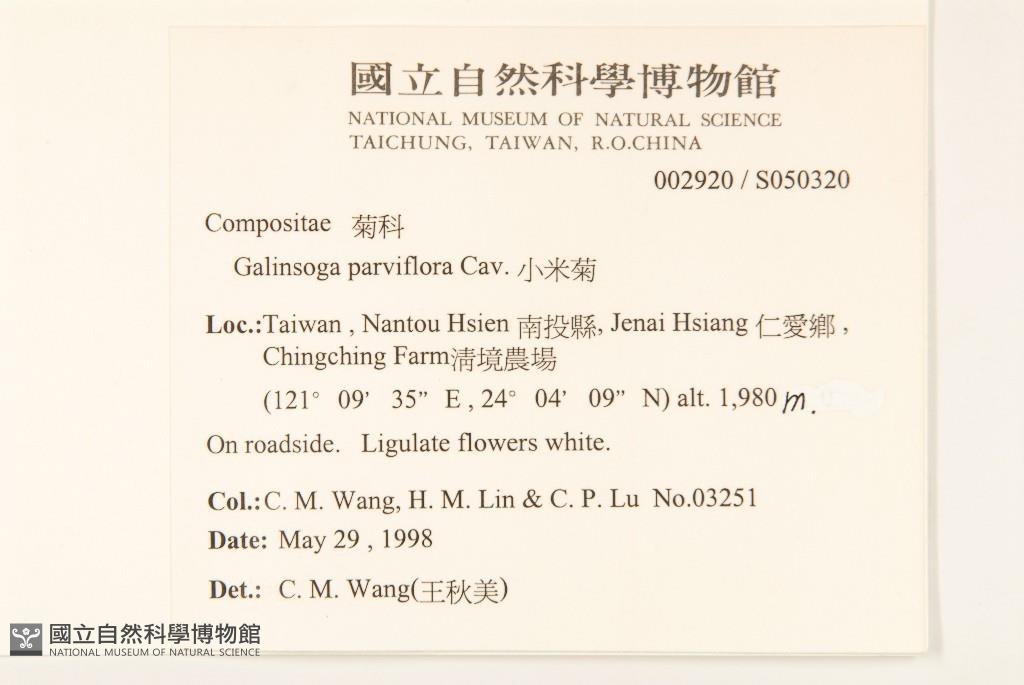 國立自然科學博物館
NATIONAL MUSEUM OF NATURAL SCIENCE
TAICHUNG, TAIWAN, R.O.CHINA
002920 / S050320
Compositae 菊科
Galinsoga parviflora Cav. 小米菊
Loc.:Taiwan , Nantou Hsien 南投縣, Jenai Hsiang 仁愛鄉 ,
Chingching Farm清境農場
(121° 09’ 35” E , 24° 04’ 09” N) alt. 1,980 m.
On roadside. Ligulate flowers white.
Col.:C. M. Wang, H. M. Lin & C. P. Lu No.03251
Date: May 29 , 1998
Det.: C. M. Wang(王秋美)
國立自然科學博物館
NATIONAL MUSEUM OF NATURAL SCIENCE